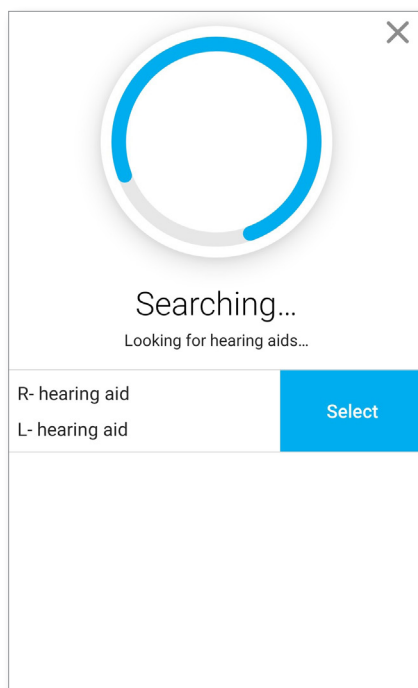 Searching...
Looking for hearing aids...
R- hearing aid
L- hearing aid
Select